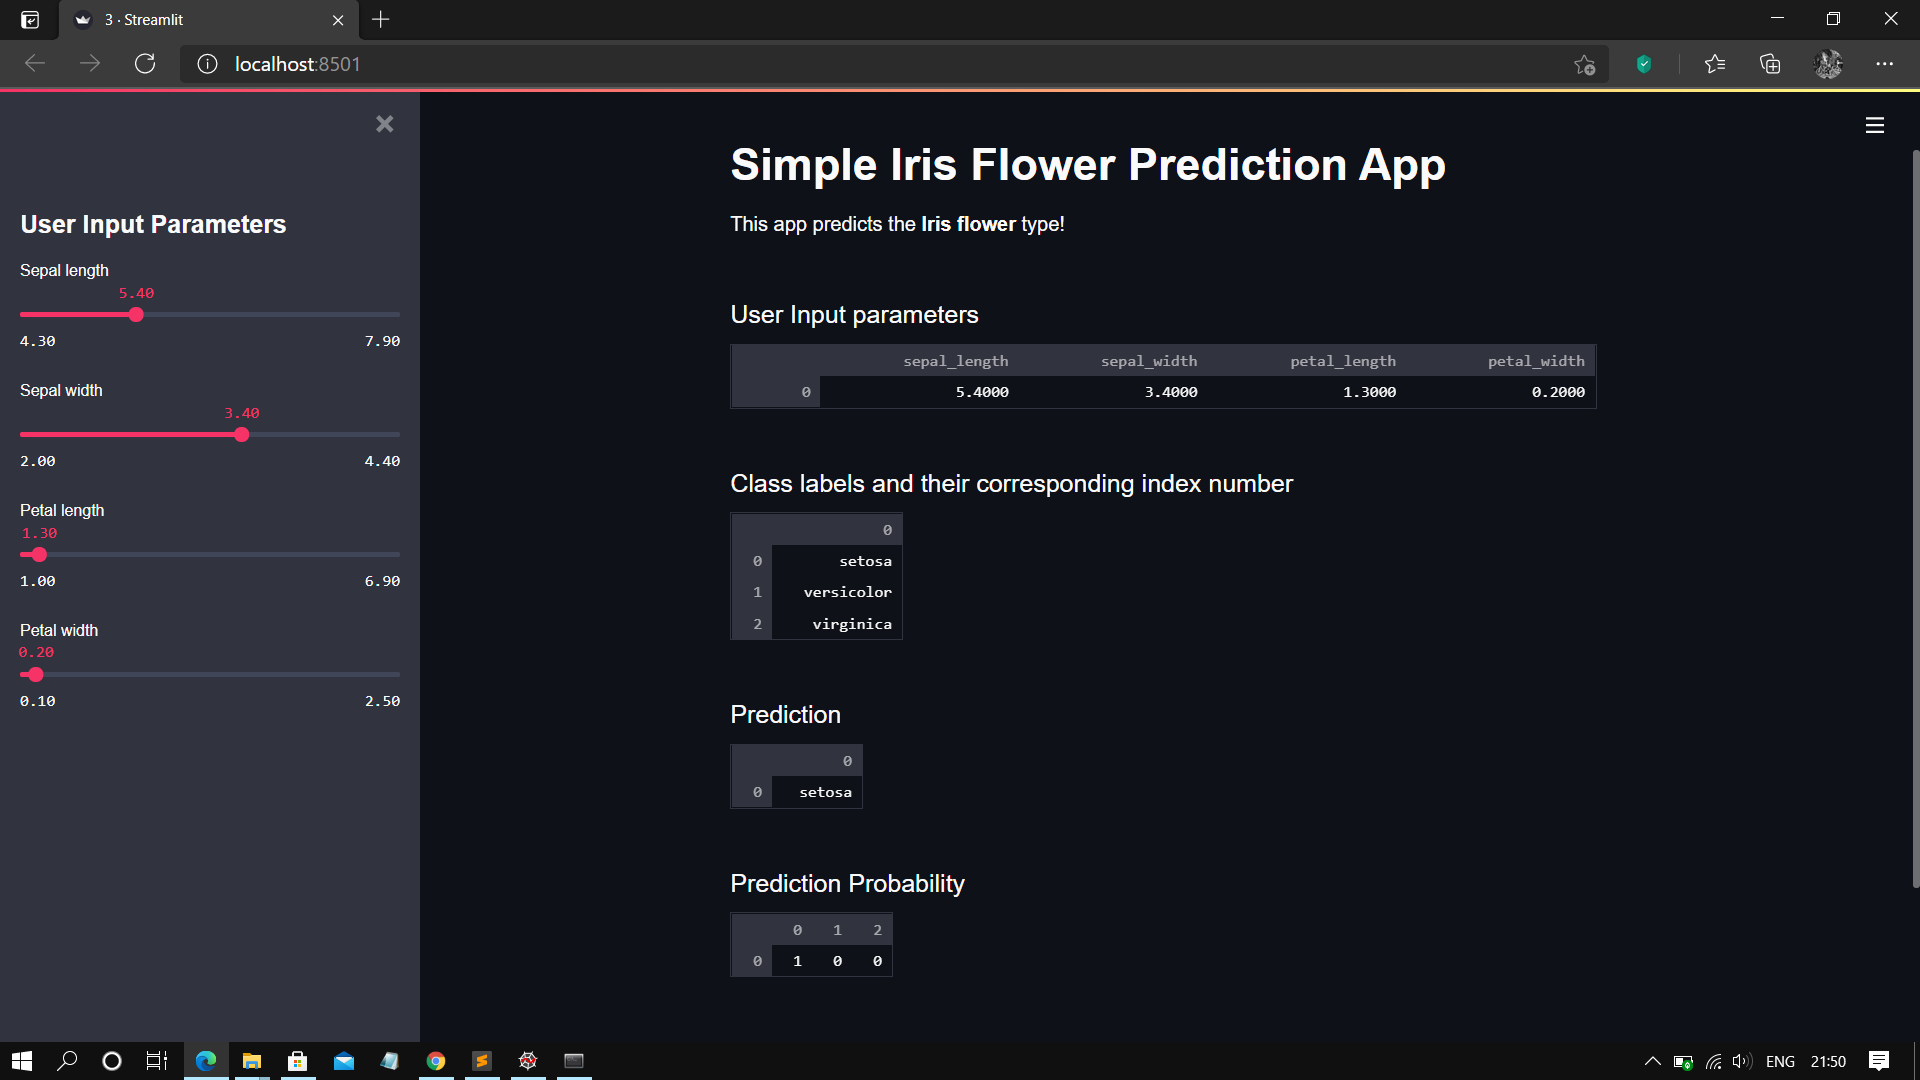 3 · Streamlit
localhost:8501
User Input Parameters
Sepal length
5.40
4.30 7.90
Sepal width
3.40
2.00 4.40
Petal length
1.30
1.00 6.90
Petal width
0.20
0.10 2.50
Simple Iris Flower Prediction App
This app predicts the Iris flower type!
User Input parameters
sepal_length sepal_width petal_length petal_width
0 5.4000 3.4000 1.3000 0.2000
Class labels and their corresponding index number
0
0 setosa
1 versicolor
2 virginica
Prediction
0
0 setosa
Prediction Probability
0 1 2
0 1 0 0
ENG 21:50